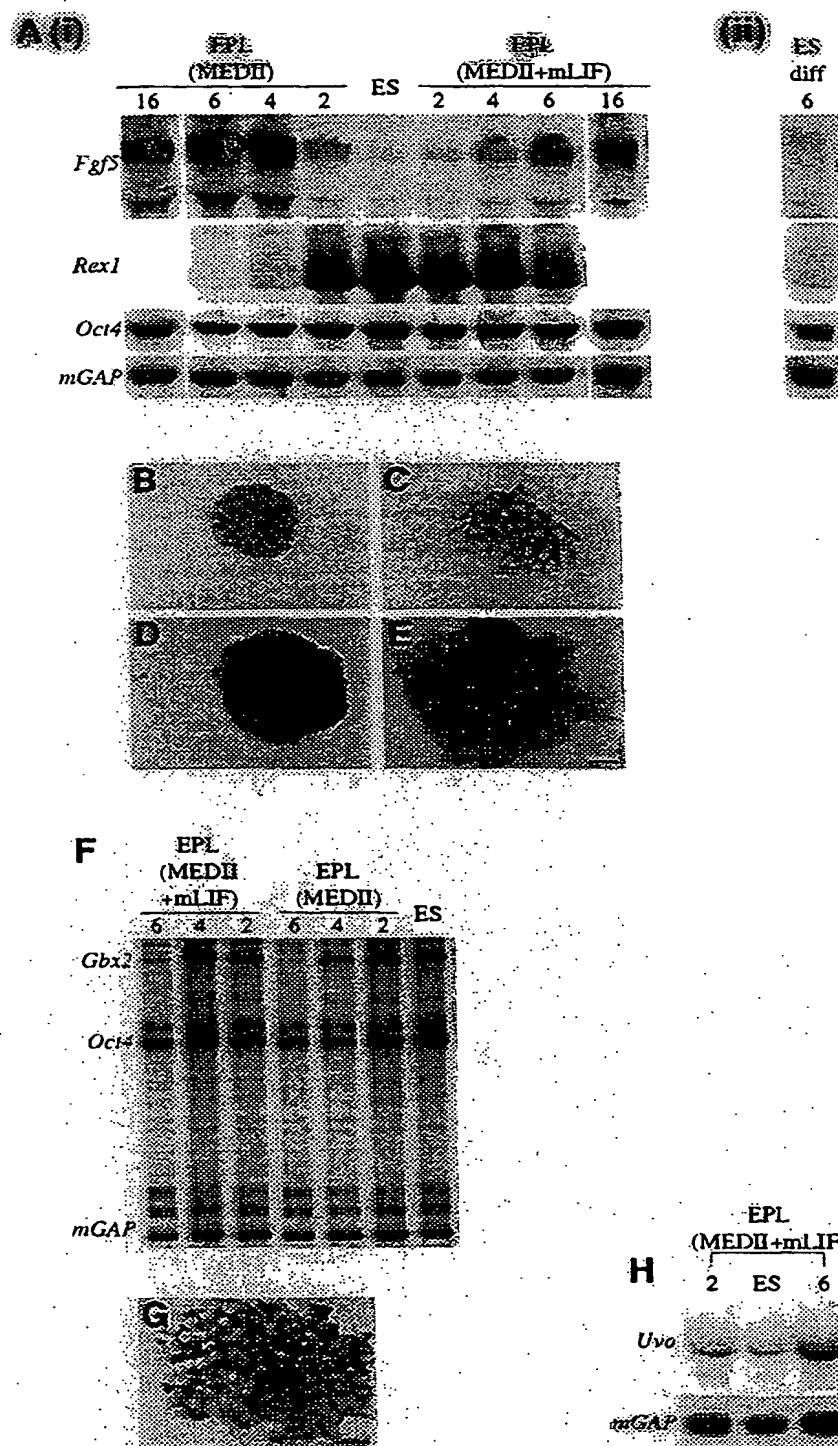 A (i)
EPL
(MEDII)
ES
EPL
(MEDII+mLIF)
16 6 4 2 2 4 6 16
Fgf5
Rex1
Oct4
mGAP
(ii)
ES
diff
6
B
C
D
E
F
EPL
(MEDII
+mLIF)
EPL
(MEDII)
ES
6 4 2 6 4 2
Gbx2
Oct4
mGAP
G
H
EPL
(MEDII+mLIF
2 ES 6
Uvo
mGAP